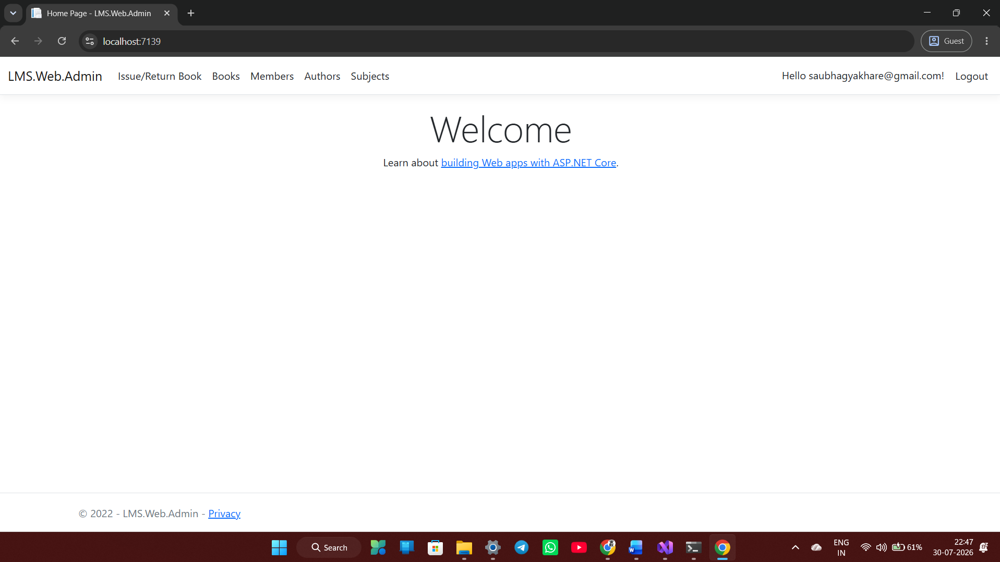 Home Page - LMS.Web.Admin
localhost:7139
Guest
LMS.Web.Admin Issue/Return Book Books Members Authors Subjects Hello saubhagyakhare@gmail.com! Logout
Welcome
Learn about building Web apps with ASP.NET Core.
© 2022 - LMS.Web.Admin - Privacy
Search
ENG
IN
61%
22:47
30-07-2026